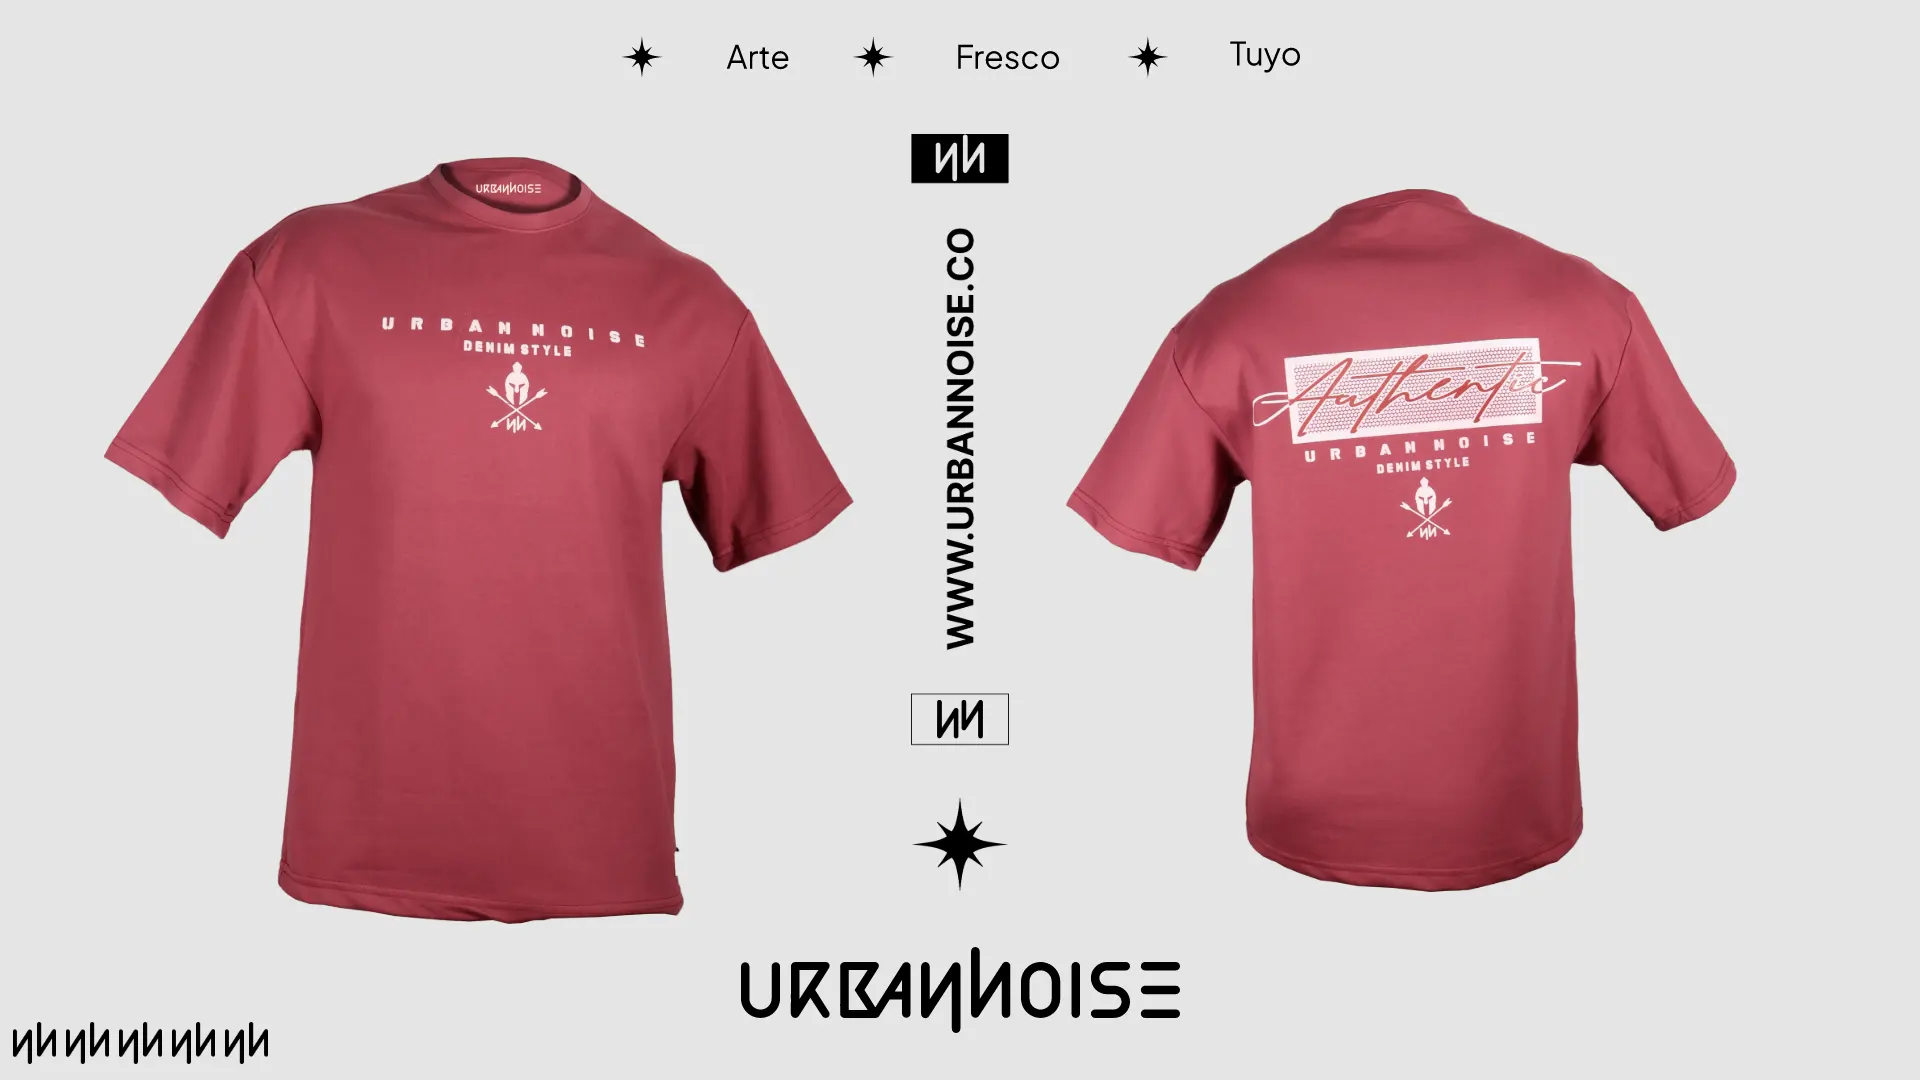 Arte
Fresco
Tuyo
URBANNOISE
URBANNOISE
DENIM STYLE
WWW.URBANNOISE.CO
Authentic
URBANNOISE
DENIM STYLE
URBANNOISE